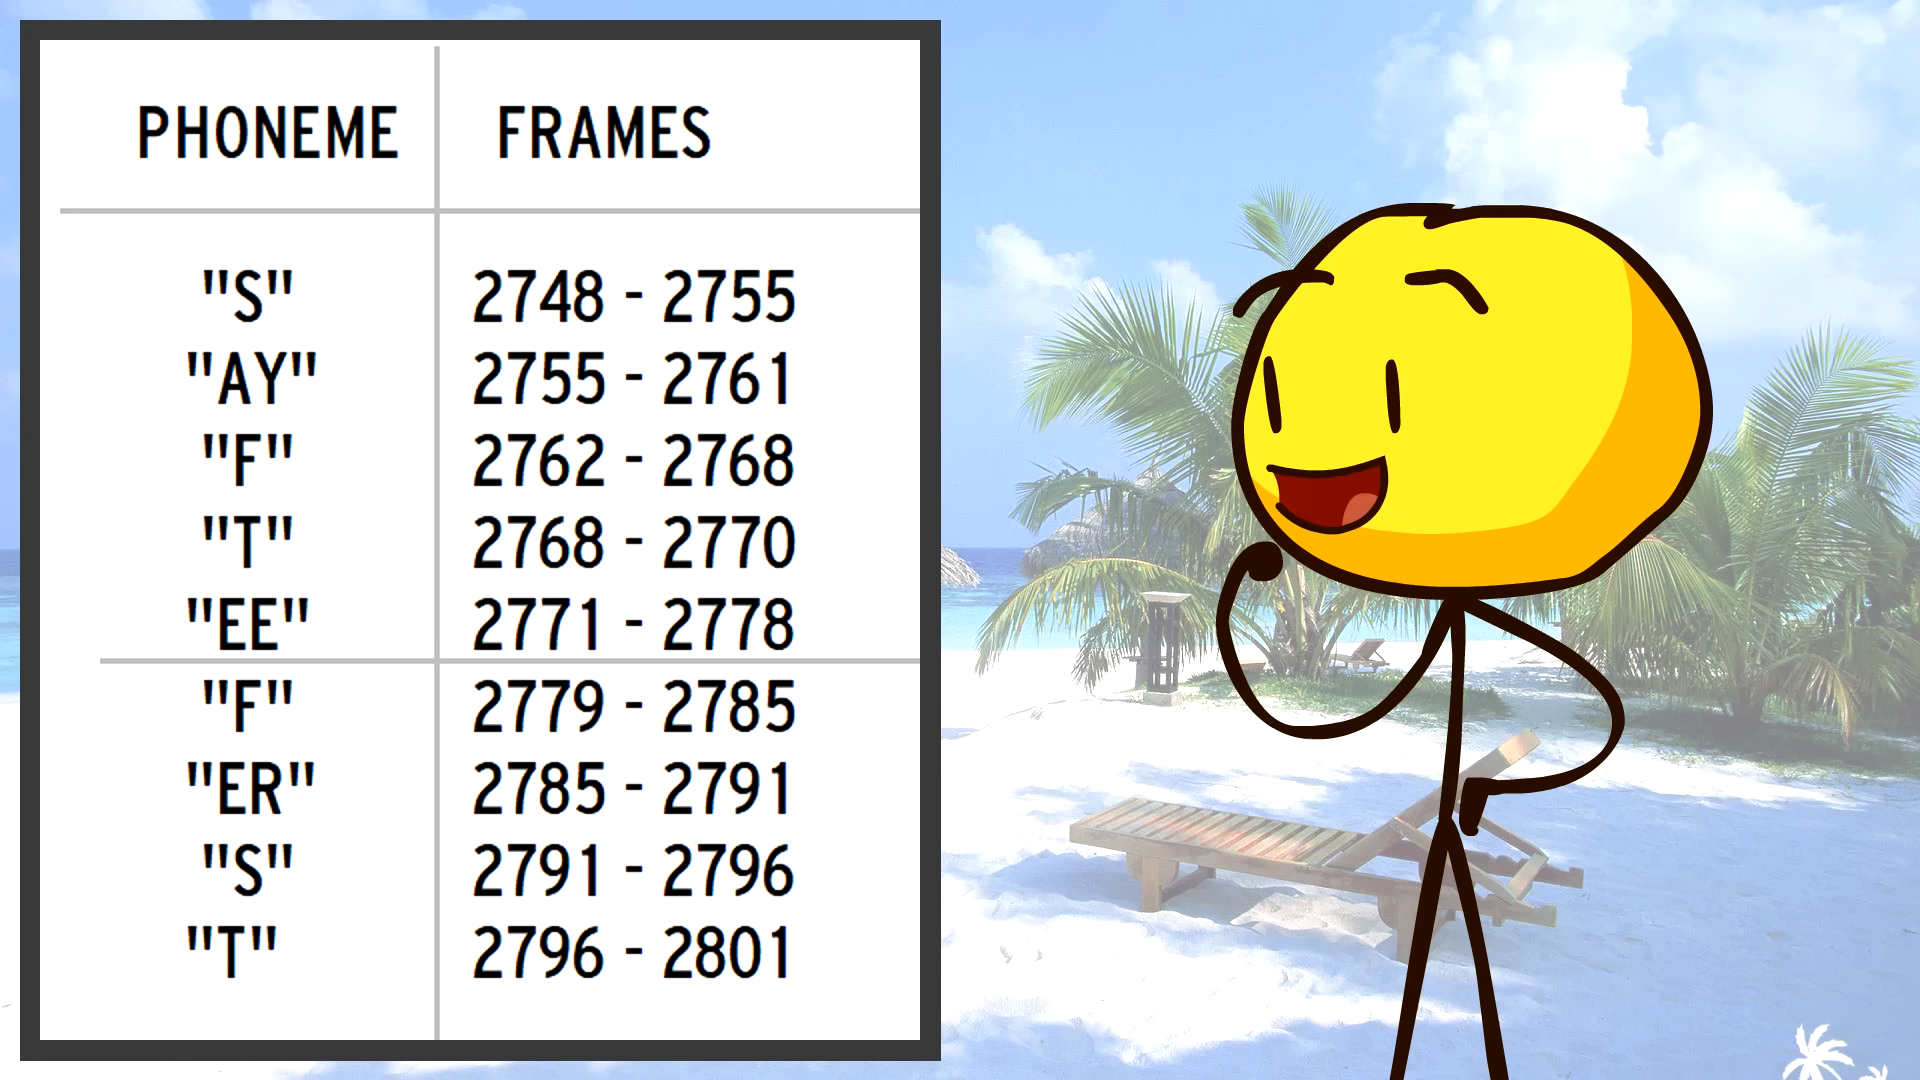 PHONEME FRAMES
"S" 2748 - 2755
"AY" 2755 - 2761
"F" 2762 - 2768
"T" 2768 - 2770
"EE" 2771 - 2778
"F" 2779 - 2785
"ER" 2785 - 2791
"S" 2791 - 2796
"T" 2796 - 2801